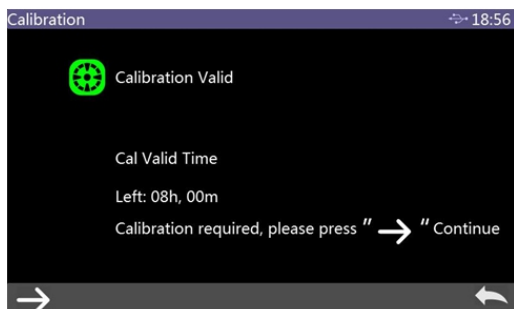 Calibration 18:56
Calibration Valid
Cal Valid Time
Left: 08h, 00m
Calibration required, please press " → " Continue